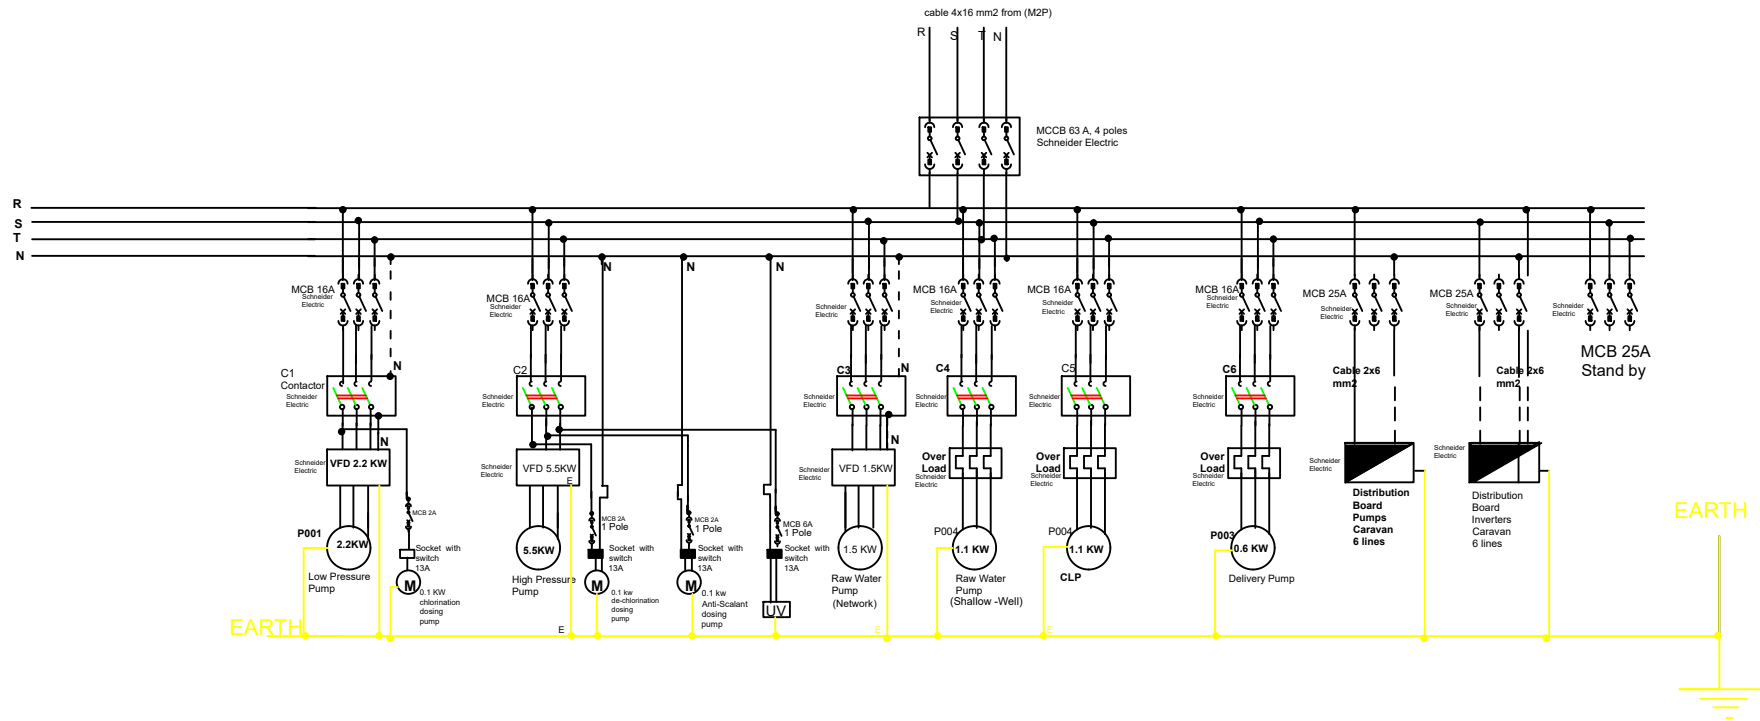 cable 4x16 mm2 from (M2P)
R S T N
MCCB 63 A, 4 poles
Schneider Electric
R
S
T
N
N
N
N
MCB 16A
Schneider
Electric
MCB 16A
Schneider
Electric
Schneider
Electric
MCB 16A
Schneider
Electric
MCB 16A
Schneider
Electric
MCB 16A
Schneider
Electric
MCB 25A
Schneider
Electric
MCB 25A
Schneider
Electric
Schneider
Electric
MCB 25A
Stand by
C1
Contactor
Schneider
Electric
N
C2
Schneider
Electric
C3
Schneider
Electric
N
C4
Schneider
Electric
C5
Schneider
Electric
C6
Schneider
Electric
Cable 2x6
mm2
Cable 2x6
mm2
N
Schneider
Electric
VFD 2.2 KW
Schneider
Electric
VFD 5.5KW
E
N
Schneider
Electric
VFD 1.5KW
Over
Load
Schneider
Electric
Over
Load
Schneider
Electric
Over
Load
Schneider
Electric
Schneider
Electric
Distribution
Board
Pumps
Caravan
6 lines
Schneider
Electric
Distribution
Board
Inverters
Caravan
6 lines
P001
2.2KW
Low Pressure
Pump
MCB 2A
Socket with
switch
13A
M
0.1 KW
chlorination
dosing
pump
5.5KW
High Pressure
Pump
MCB 2A
1 Pole
Socket with
switch
13A
M
0.1 kw
de-chlorination
dosing
pump
MCB 2A
1 Pole
Socket with
switch
13A
M
0.1 kw
Anti-Scalant
dosing
pump
MCB 6A
1 Pole
Socket with
switch
13A
UV
1.5 KW
Raw Water
Pump
(Network)
P004
1.1 KW
Raw Water
Pump
(Shallow -Well)
P004
1.1 KW
CLP
P003
0.6 KW
Delivery Pump
EARTH
EARTH
E
E
E